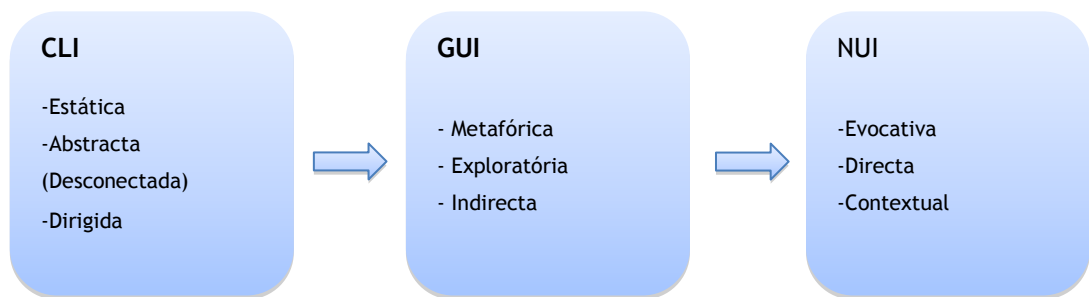 CLI
-Estática
-Abstracta
(Desconectada)
-Dirigida
GUI
- Metafórica
- Exploratória
- Indirecta
NUI
-Evocativa
-Directa
-Contextual